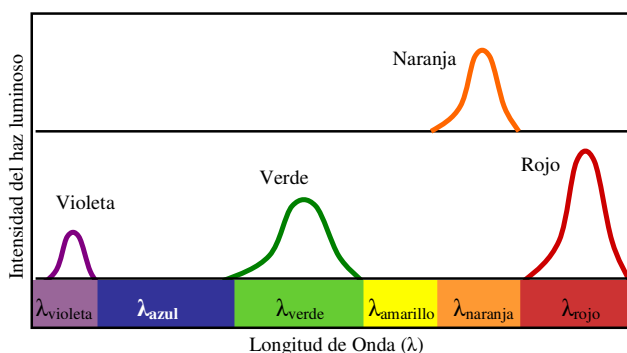 Intensidad del haz luminoso
Naranja
Rojo
Verde
Violeta
λvioleta
λazul
λverde
λamarillo
λnaranja
λrojo
Longitud de Onda (λ)